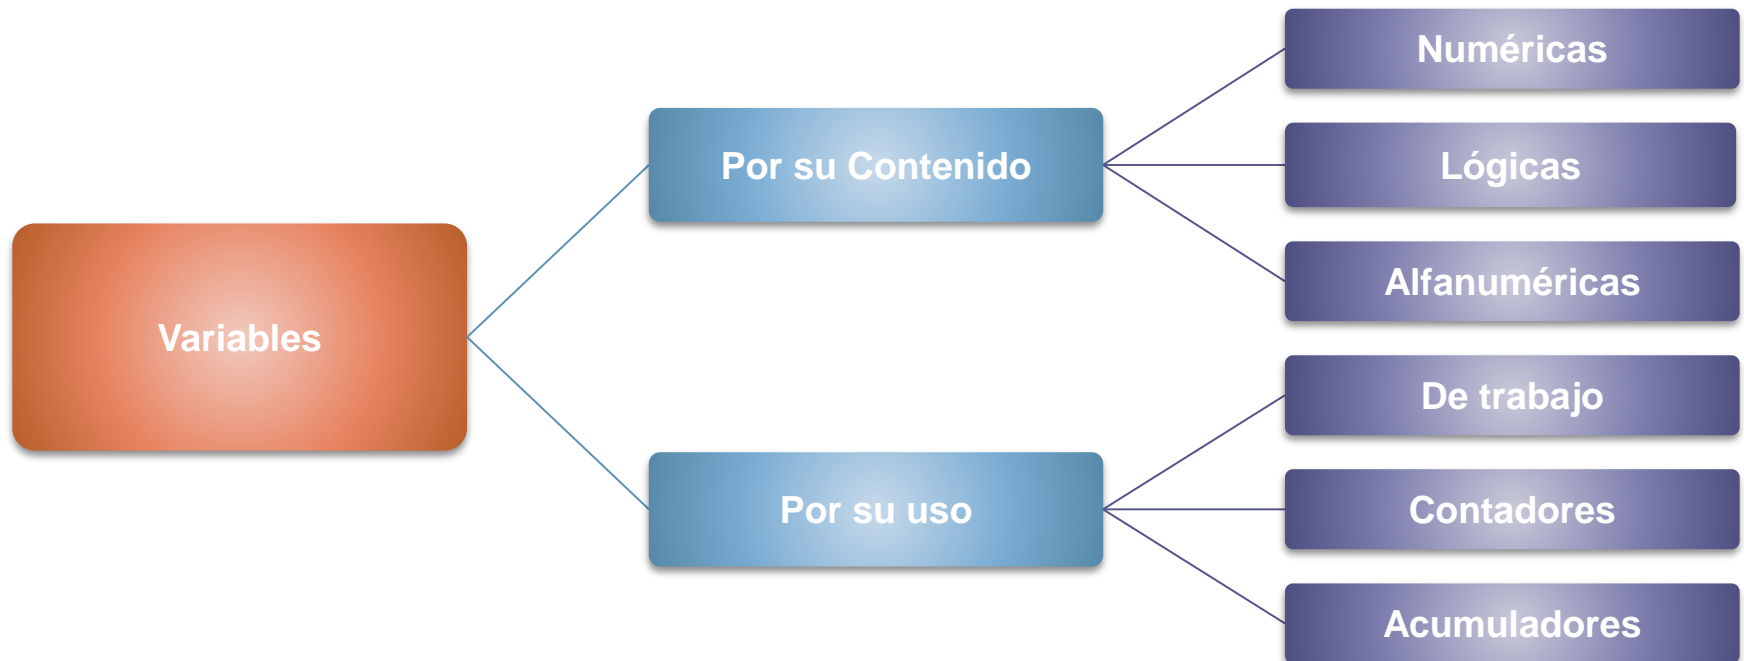 Variables
Por su Contenido
Numéricas
Lógicas
Alfanuméricas
Por su uso
De trabajo
Contadores
Acumuladores